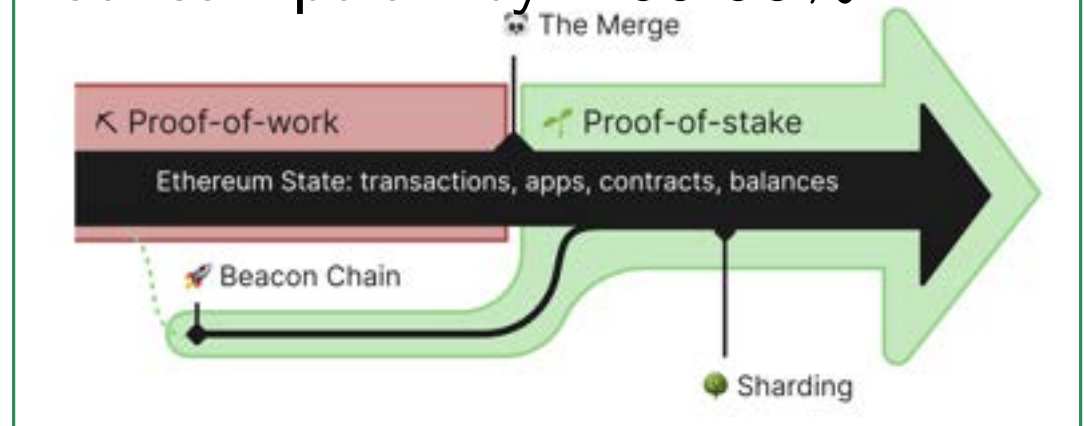 The Merge
Proof-of-work
Proof-of-stake
Ethereum State: transactions, apps, contracts, balances
Beacon Chain
Sharding